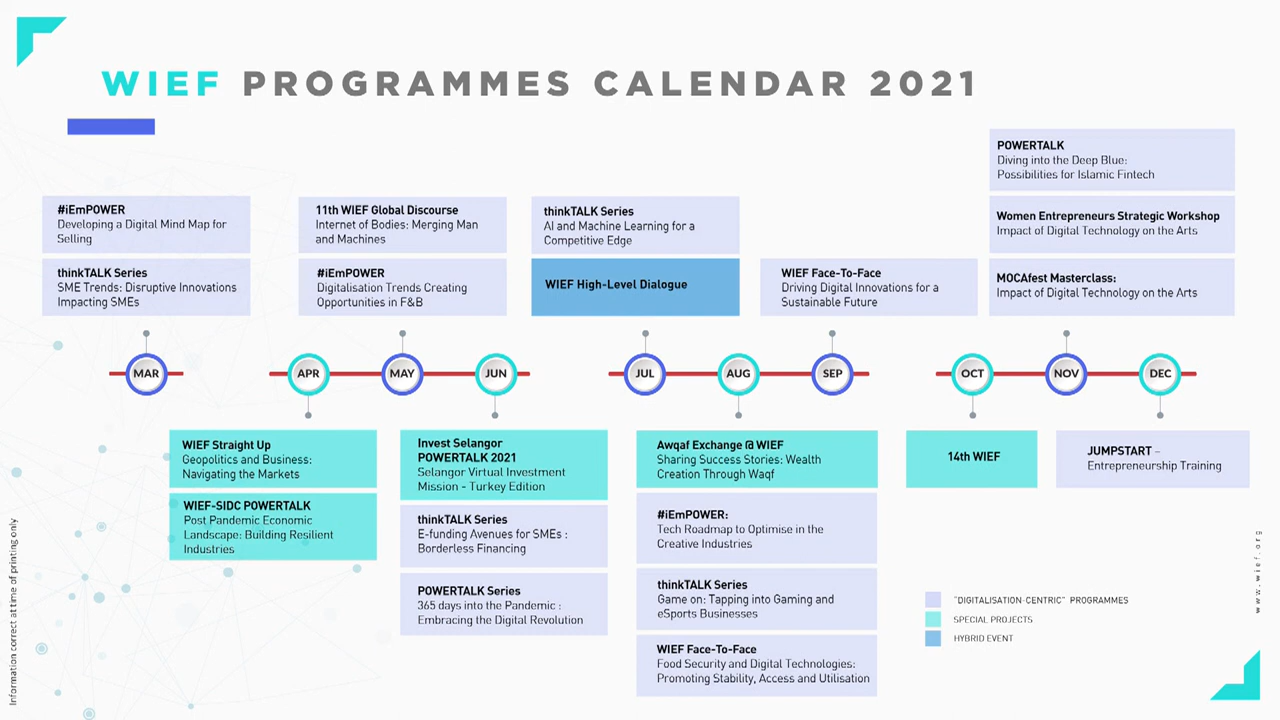 WIEF PROGRAMMES CALENDAR 2021
#iEmPOWER
Developing a Digital Mind Map for
Selling
thinkTALK Series
SME Trends: Disruptive Innovations
Impacting SMEs
11th WIEF Global Discourse
Internet of Bodies: Merging Man
and Machines
#iEmPOWER
Digitalisation Trends Creating
Opportunities in F&B
thinkTALK Series
AI and Machine Learning for a
Competitive Edge
WIEF High-Level Dialogue
WIEF Face-To-Face
Driving Digital Innovations for a
Sustainable Future
POWERTALK
Diving into the Deep Blue:
Possibilities for Islamic Fintech
Women Entrepreneurs Strategic Workshop
Impact of Digital Technology on the Arts
MOCAfest Masterclass:
Impact of Digital Technology on the Arts
MAR
APR
MAY
JUN
JUL
AUG
SEP
OCT
NOV
DEC
WIEF Straight Up
Geopolitics and Business:
Navigating the Markets
WIEF-SIDC POWERTALK
Post Pandemic Economic
Landscape: Building Resilient
Industries
Invest Selangor
POWERTALK 2021
Selangor Virtual Investment
Mission - Turkey Edition
thinkTALK Series
E-funding Avenues for SMEs :
Borderless Financing
POWERTALK Series
365 days into the Pandemic :
Embracing the Digital Revolution
Awqaf Exchange @ WIEF
Sharing Success Stories: Wealth
Creation Through Waqf
#iEmPOWER:
Tech Roadmap to Optimise in the
Creative Industries
thinkTALK Series
Game on: Tapping into Gaming and
eSports Businesses
WIEF Face-To-Face
Food Security and Digital Technologies:
Promoting Stability, Access and Utilisation
14th WIEF
JUMPSTART –
Entrepreneurship Training
"DIGITALISATION-CENTRIC" PROGRAMMES
SPECIAL PROJECTS
HYBRID EVENT
Information correct at time of printing only
www.wief.org